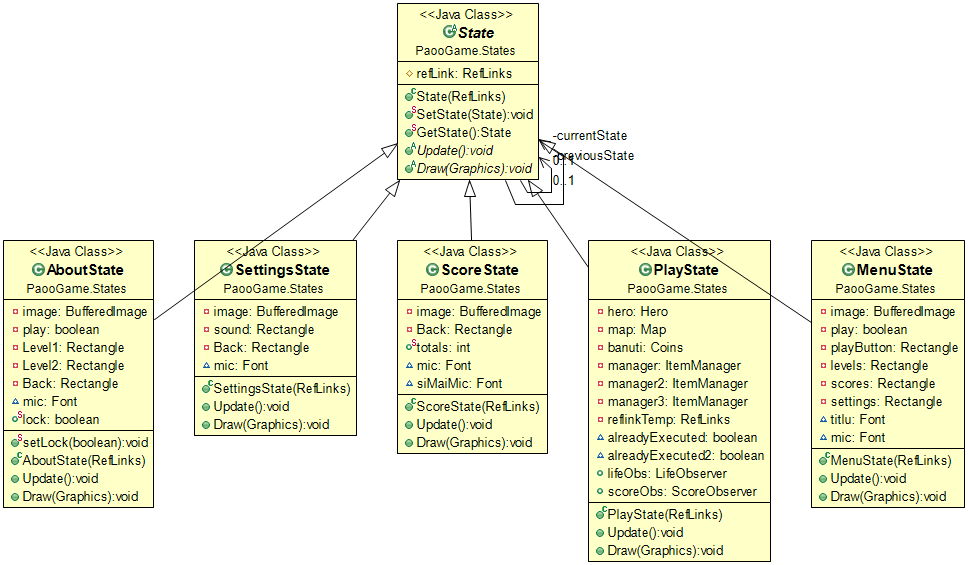 <<Java Class>>
State
PaooGame.States
refLink: RefLinks
State(RefLinks)
SetState(State):void
GetState():State
Update():void
Draw(Graphics):void
-currentState
-previousState
0..1
0..1
<<Java Class>>
AboutState
PaooGame.States
image: BufferedImage
play: boolean
Level1: Rectangle
Level2: Rectangle
Back: Rectangle
mic: Font
lock: boolean
setLock(boolean):void
AboutState(RefLinks)
Update():void
Draw(Graphics):void
<<Java Class>>
SettingsState
PaooGame.States
image: BufferedImage
sound: Rectangle
Back: Rectangle
mic: Font
SettingsState(RefLinks)
Update():void
Draw(Graphics):void
<<Java Class>>
ScoreState
PaooGame.States
image: BufferedImage
Back: Rectangle
totals: int
mic: Font
siMaiMic: Font
ScoreState(RefLinks)
Update():void
Draw(Graphics):void
<<Java Class>>
PlayState
PaooGame.States
hero: Hero
map: Map
banuti: Coins
manager: ItemManager
manager2: ItemManager
manager3: ItemManager
reflinkTemp: RefLinks
alreadyExecuted: boolean
alreadyExecuted2: boolean
lifeObs: LifeObserver
scoreObs: ScoreObserver
PlayState(RefLinks)
Update():void
Draw(Graphics):void
<<Java Class>>
MenuState
PaooGame.States
image: BufferedImage
play: boolean
playButton: Rectangle
levels: Rectangle
scores: Rectangle
settings: Rectangle
titlu: Font
mic: Font
MenuState(RefLinks)
Update():void
Draw(Graphics):void